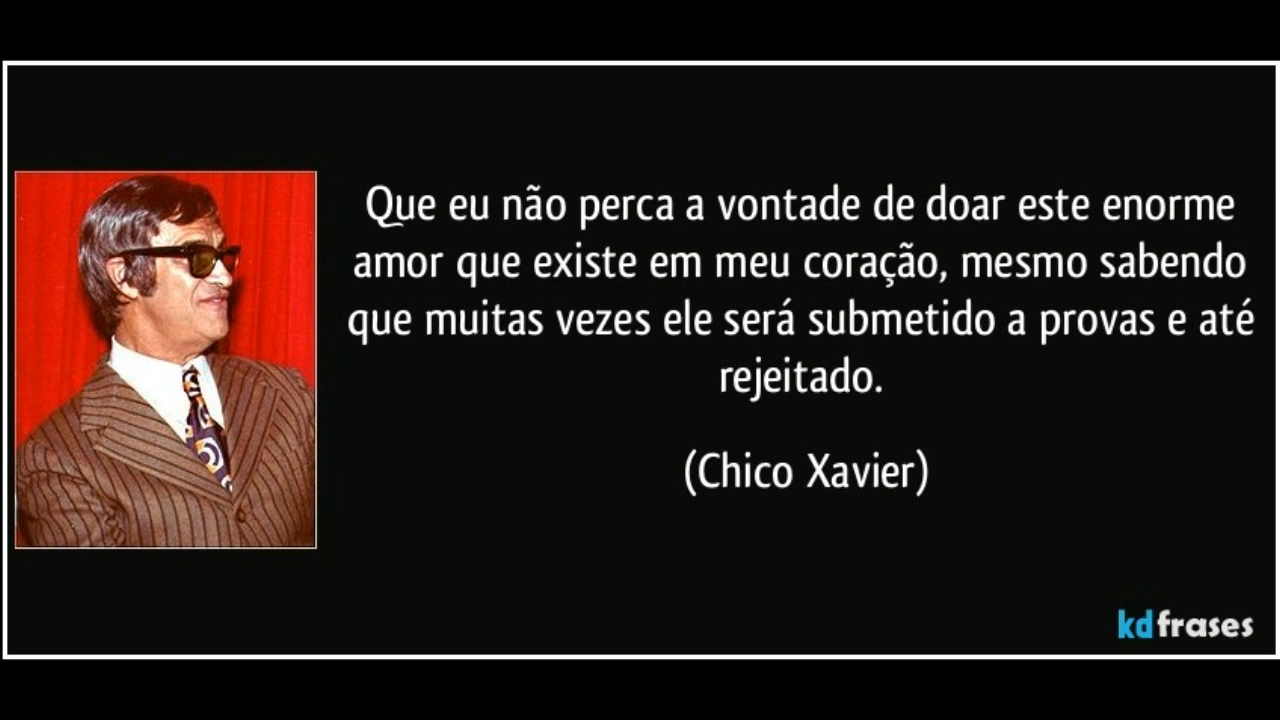 Que eu não perca a vontade de doar este enorme
amor que existe em meu coração, mesmo sabendo
que muitas vezes ele será submetido a provas e até
rejeitado.
(Chico Xavier)
kdfrases